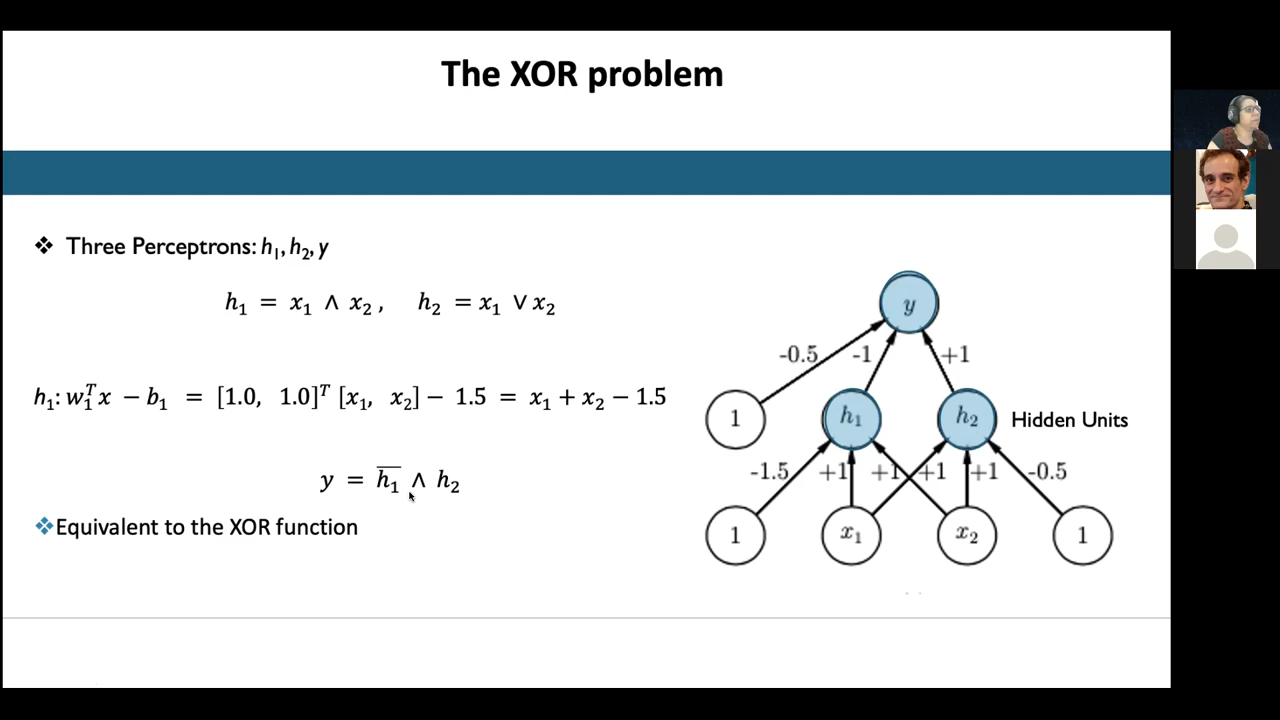 The XOR problem
❖ Three Perceptrons: h₁, h₂, y
h₁ = x₁ ∧ x₂ , h₂ = x₁ ∨ x₂
h₁: w₁ᵀx − b₁ = [1.0, 1.0]ᵀ [x₁, x₂] − 1.5 = x₁ + x₂ − 1.5
y = h̅₁ ∧ h₂
❖Equivalent to the XOR function
y
-0.5 -1 +1
1 h₁ h₂ Hidden Units
-1.5 +1 +1 +1 +1 -0.5
1 x₁ x₂ 1